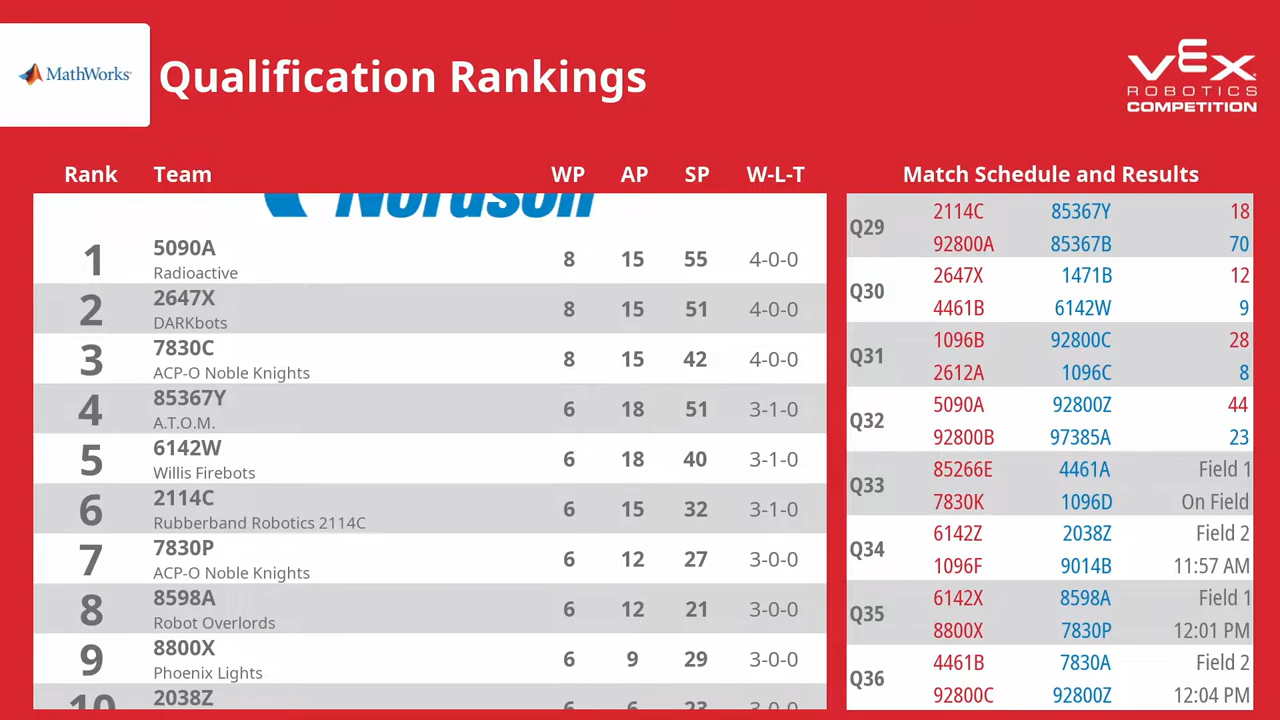 MathWorks®
Qualification Rankings
VEX
ROBOTICS
COMPETITION
Rank Team WP AP SP W-L-T
Nordson
1 5090A 8 15 55 4-0-0
Radioactive
2 2647X 8 15 51 4-0-0
DARKbots
3 7830C 8 15 42 4-0-0
ACP-O Noble Knights
4 85367Y 6 18 51 3-1-0
A.T.O.M.
5 6142W 6 18 40 3-1-0
Willis Firebots
6 2114C 6 15 32 3-1-0
Rubberband Robotics 2114C
7 7830P 6 12 27 3-0-0
ACP-O Noble Knights
8 8598A 6 12 21 3-0-0
Robot Overlords
9 8800X 6 9 29 3-0-0
Phoenix Lights
10 2038Z 6 6 23 3-0-0
Match Schedule and Results
Q29
2114C 85367Y 18
92800A 85367B 70
Q30
2647X 1471B 12
4461B 6142W 9
Q31
1096B 92800C 28
2612A 1096C 8
Q32
5090A 92800Z 44
92800B 97385A 23
Q33
85266E 4461A Field 1
7830K 1096D On Field
Q34
6142Z 2038Z Field 2
1096F 9014B 11:57 AM
Q35
6142X 8598A Field 1
8800X 7830P 12:01 PM
Q36
4461B 7830A Field 2
92800C 92800Z 12:04 PM